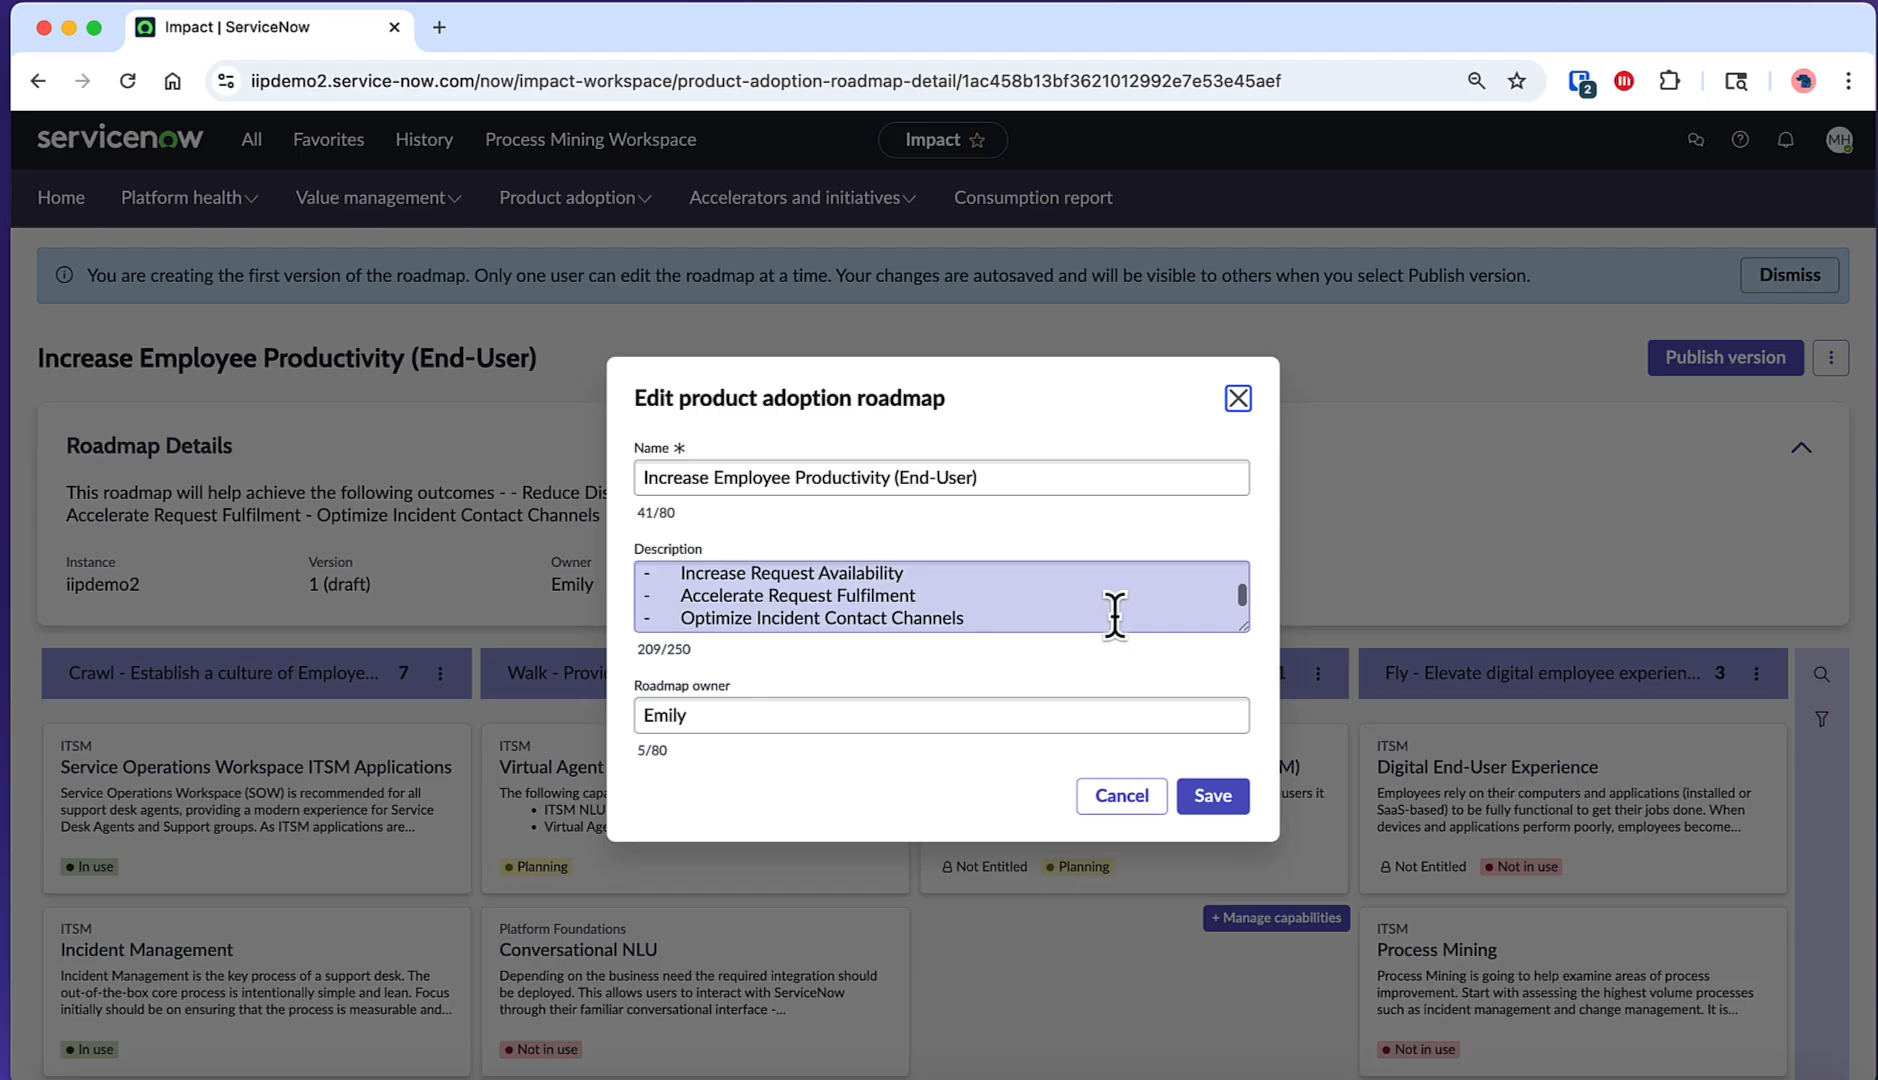 Impact | ServiceNow
iipdemo2.service-now.com/now/impact-workspace/product-adoption-roadmap-detail/1ac458b13bf3621012992e7e53e45aef
2
servicenow All Favorites History Process Mining Workspace Impact MH
Home Platform health Value management Product adoption Accelerators and initiatives Consumption report
You are creating the first version of the roadmap. Only one user can edit the roadmap at a time. Your changes are autosaved and will be visible to others when you select Publish version. Dismiss
Increase Employee Productivity (End-User) Publish version
Roadmap Details
This roadmap will help achieve the following outcomes - - Reduce
Accelerate Request Fulfilment - Optimize Incident Contact Channels
Instance Version Owner
iipdemo2 1 (draft) Emily
Edit product adoption roadmap
Name *
Increase Employee Productivity (End-User)
41/80
Description
- Increase Request Availability
- Accelerate Request Fulfilment
- Optimize Incident Contact Channels
209/250
Roadmap owner
Emily
5/80
Cancel Save
Crawl - Establish a culture of Employe... 7
Walk - 
1
Fly - Elevate digital employee experien... 3
ITSM
Service Operations Workspace ITSM Applications
Service Operations Workspace (SOW) is recommended for all
support desk agents, providing a modern experience for Service
Desk Agents and Support groups. As ITSM applications are...
In use
ITSM
Virtual Agent
The following
• ITSM NLU
• Virtual
Planning
M)
users it
Not Entitled Planning
ITSM
Digital End-User Experience
Employees rely on their computers and applications (installed or
SaaS-based) to be fully functional to get their jobs done. When
devices and applications perform poorly, employees become...
Not Entitled Not in use
ITSM
Incident Management
Incident Management is the key process of a support desk. The
out-of-the-box core process is intentionally simple and lean. Focus
initially should be on ensuring that the process is measurable and...
In use
Platform Foundations
Conversational NLU
Depending on the business need the required integration should
be deployed. This allows users to interact with ServiceNow
through their familiar conversational interface -...
Not in use
+ Manage capabilities
ITSM
Process Mining
Process Mining is going to help examine areas of process
improvement. Start with assessing the highest volume processes
such as incident management and change management. It is...
Not in use